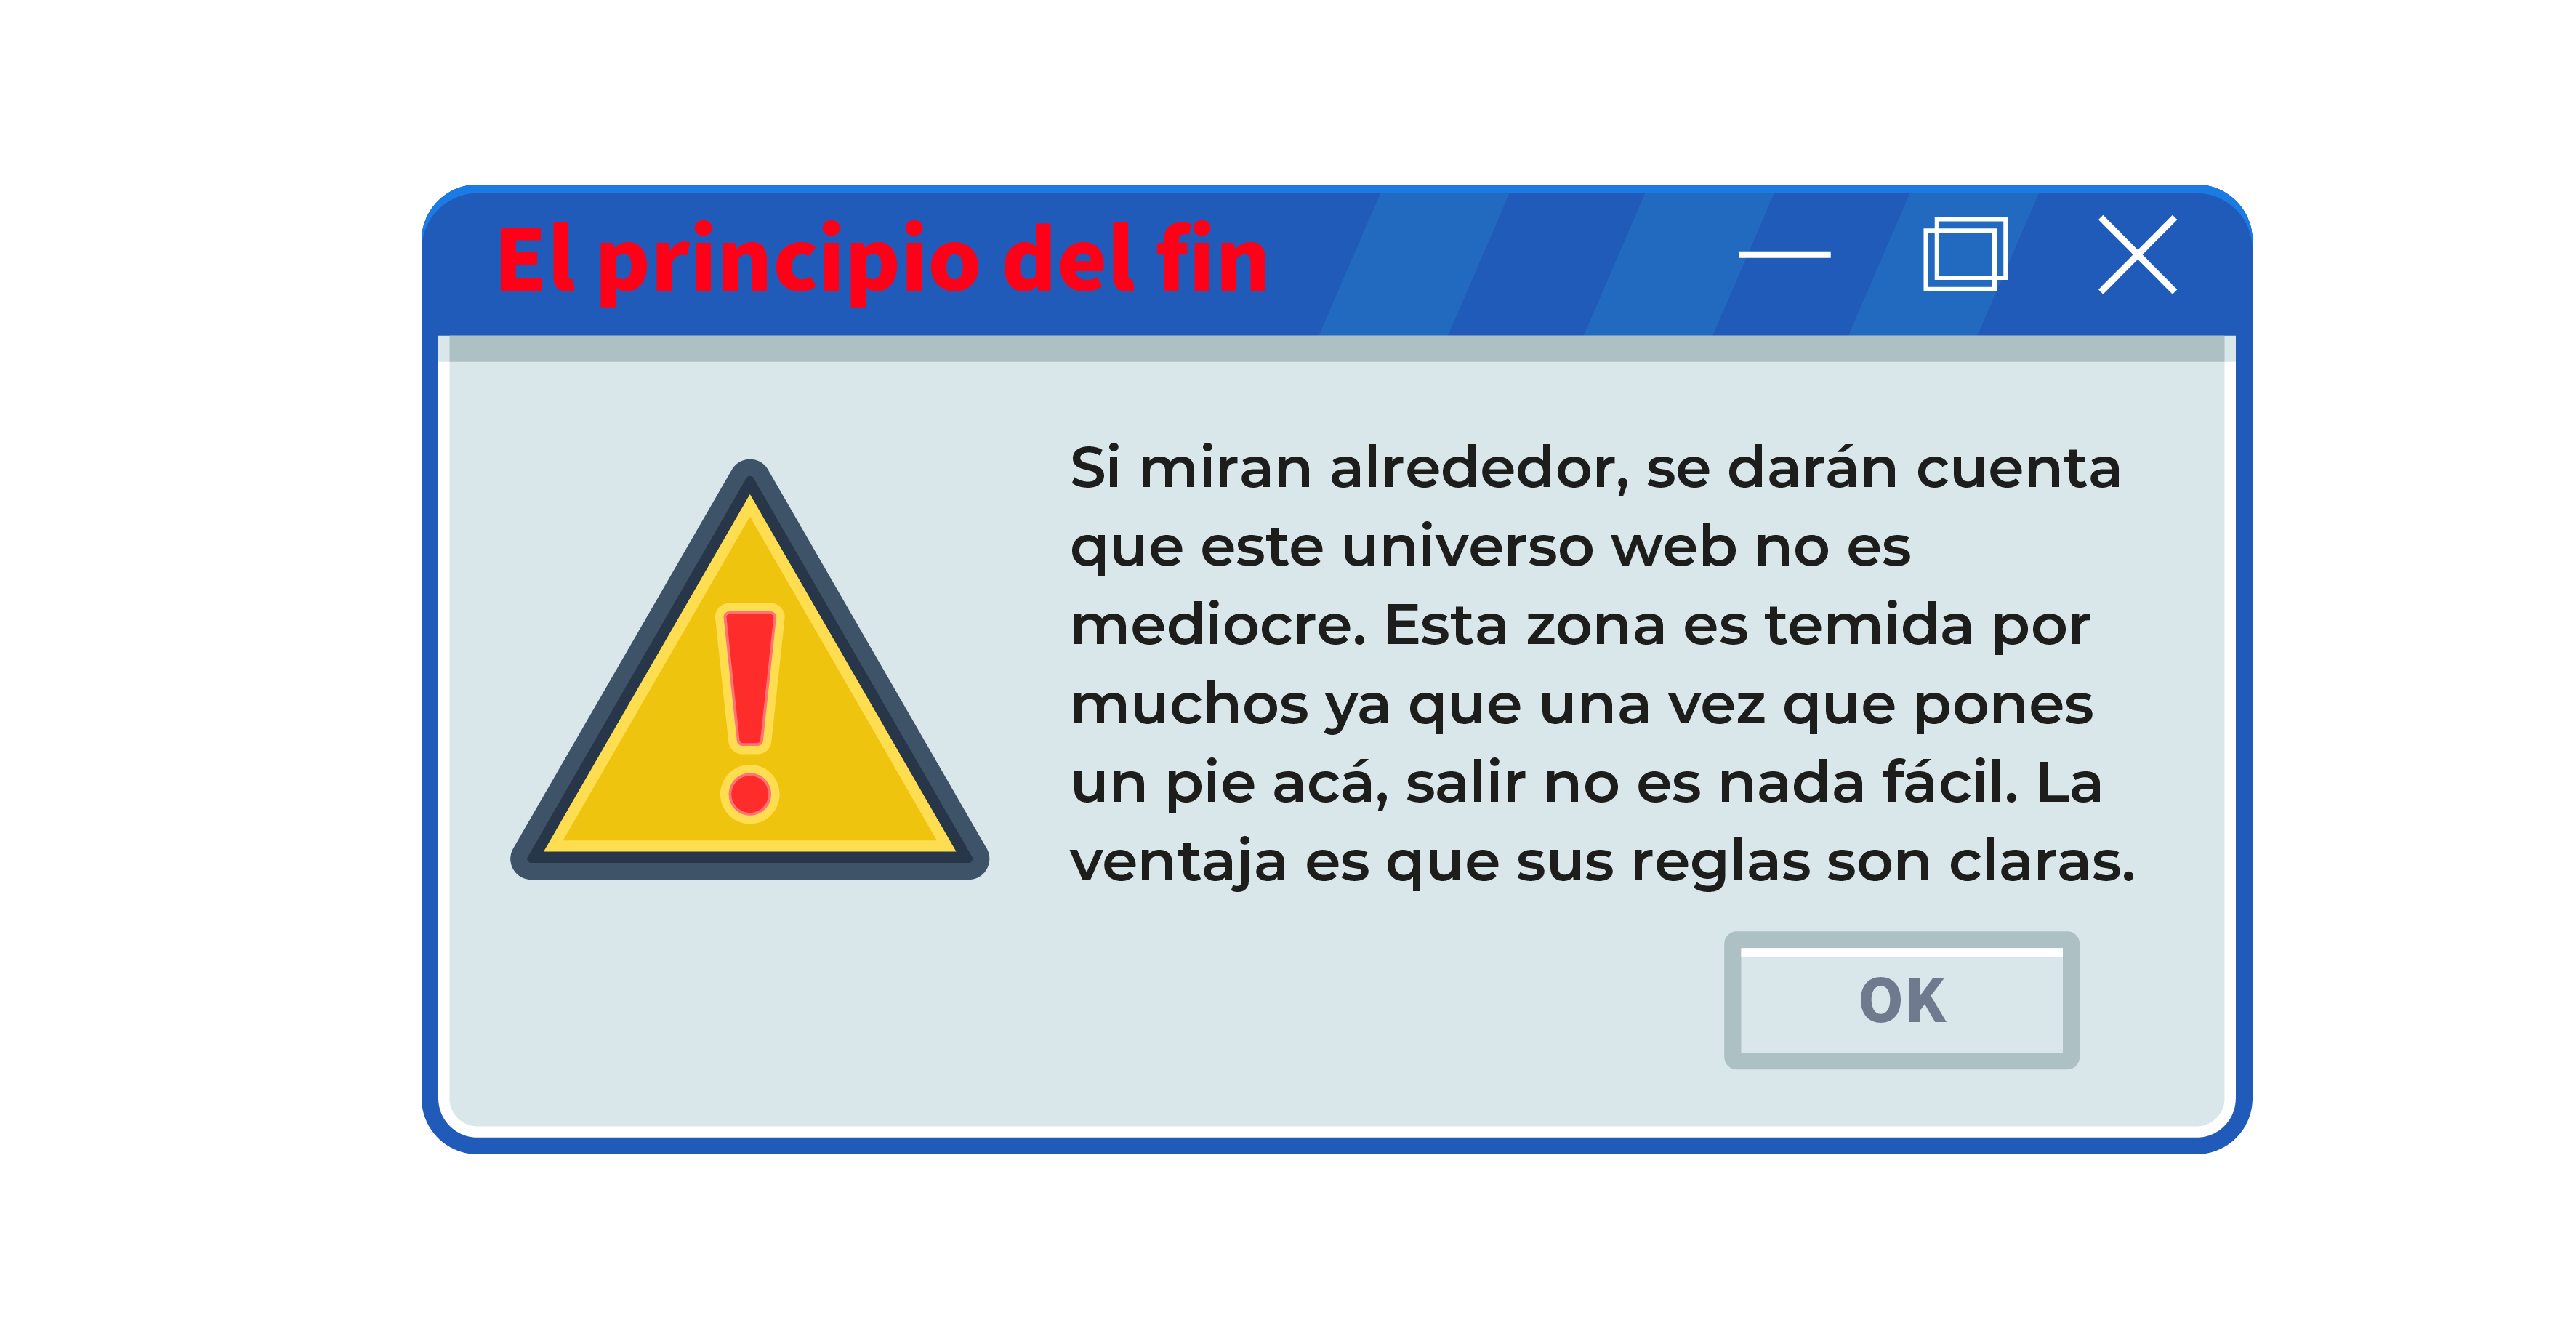 El principio del fin
Si miran alrededor, se darán cuenta
que este universo web no es
mediocre. Esta zona es temida por
muchos ya que una vez que pones
un pie acá, salir no es nada fácil. La
ventaja es que sus reglas son claras.
OK